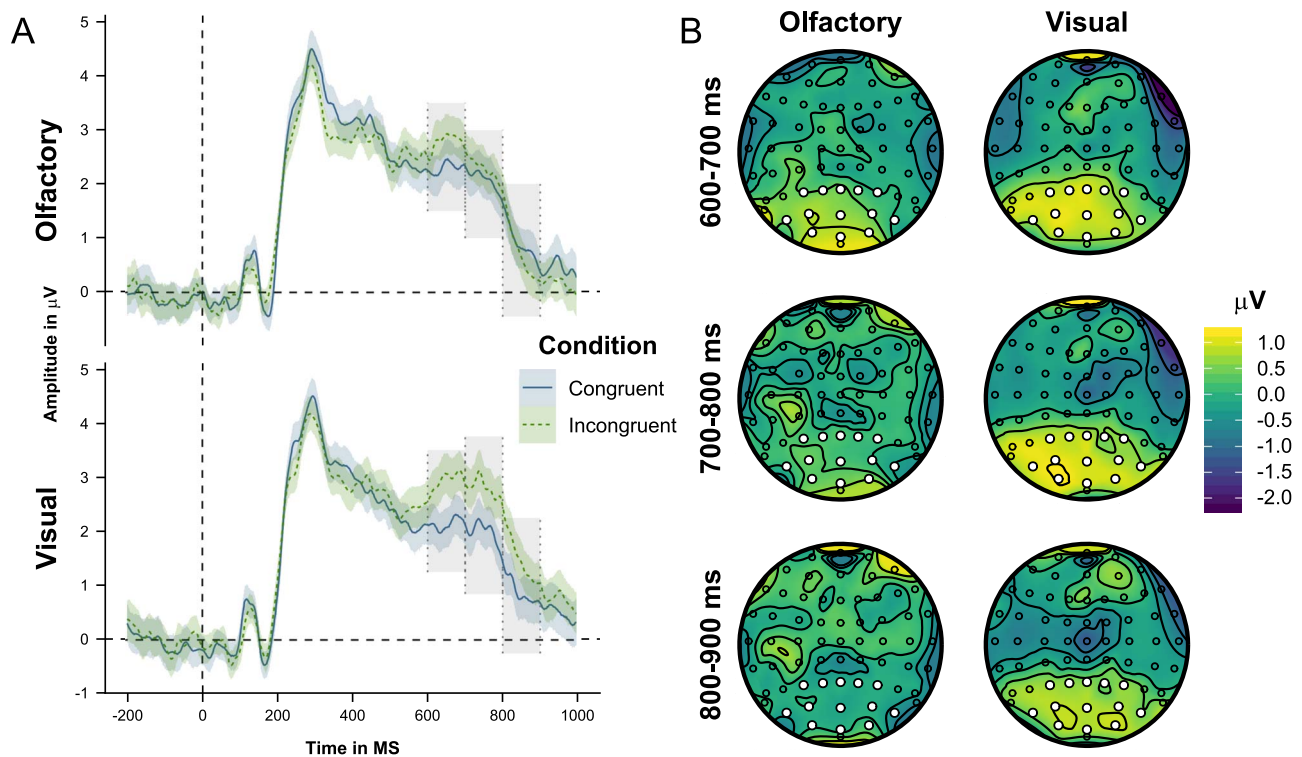 A
5
4
3
2
1
0
Olfactory
Amplitude in μV
5
4
3
2
1
0
-1
Visual
-200
0
200
400
600
800
1000
Time in MS
Condition
Congruent
Incongruent
B
Olfactory
Visual
600-700 ms
700-800 ms
800-900 ms
μV
1.0
0.5
0.0
-0.5
-1.0
-1.5
-2.0